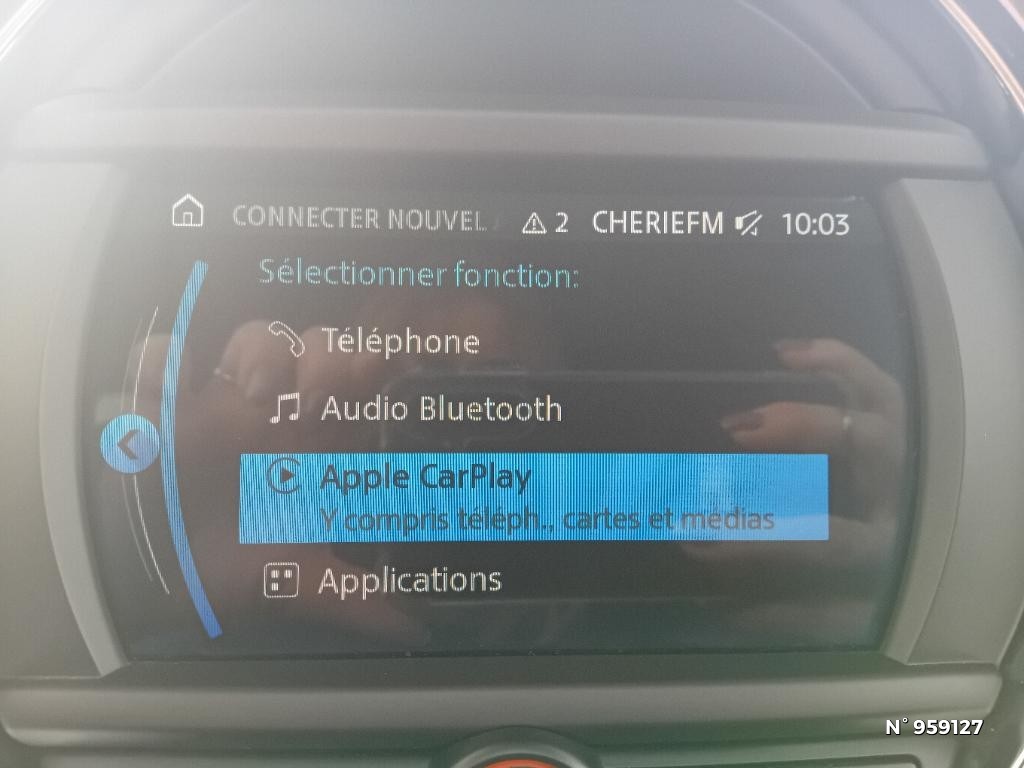 CONNECTER NOUVEL 2 CHERIEFM 10:03
Sélectionner fonction:
Téléphone
Audio Bluetooth
Apple CarPlay
Y compris téléph., cartes et médias
Applications
N° 959127